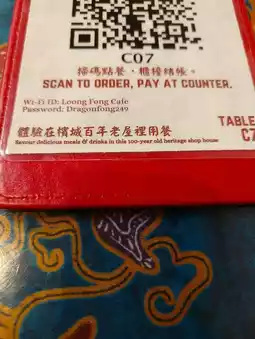 C07
掃碼點餐，櫃檯結帳。
SCAN TO ORDER, PAY AT COUNTER.
Wi-Fi ID: Loong Fong Cafe
Password: Dragonfong249
TABLE
C7
體驗在檳城百年老屋裡用餐
Savour delicious meals & drinks in this 100-year old heritage shop house